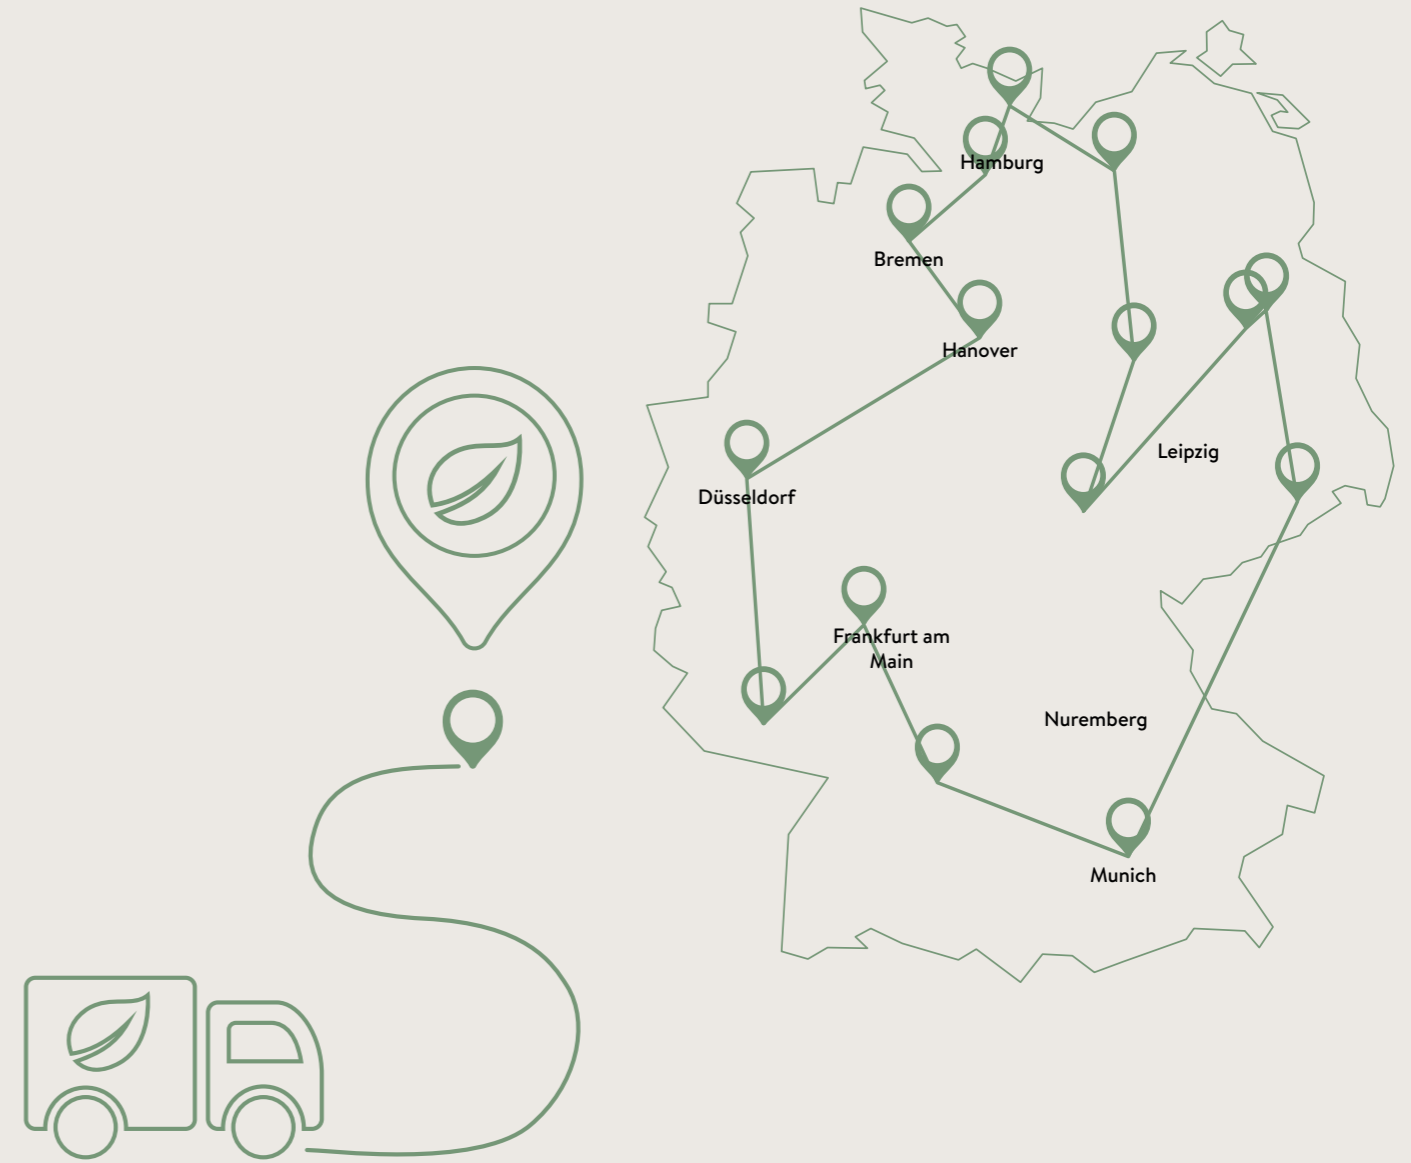 Hamburg
Bremen
Hanover
Leipzig
Düsseldorf
Frankfurt am
Main
Nuremberg
Munich